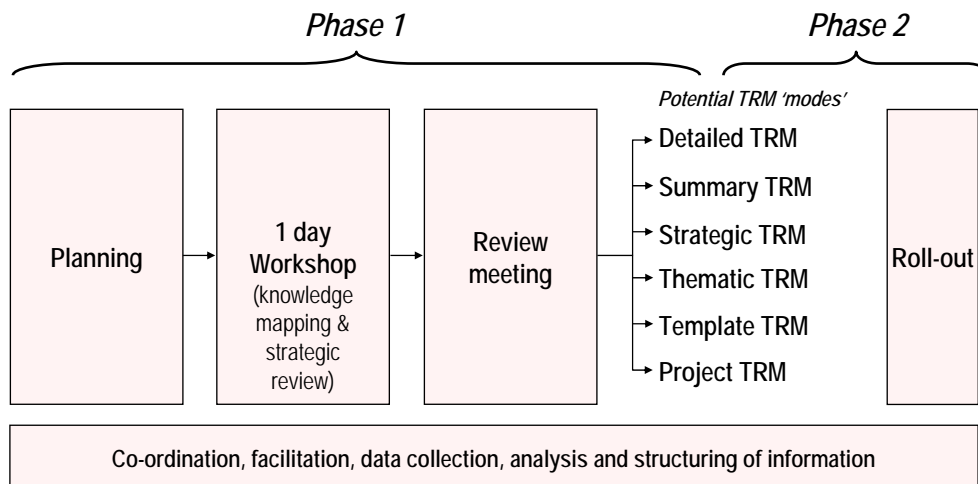 Phase 1
Phase 2
Planning
1 day
Workshop
(knowledge
mapping &
strategic
review)
Review
meeting
Potential TRM 'modes'
Detailed TRM
Summary TRM
Strategic TRM
Thematic TRM
Template TRM
Project TRM
Roll-out
Co-ordination, facilitation, data collection, analysis and structuring of information